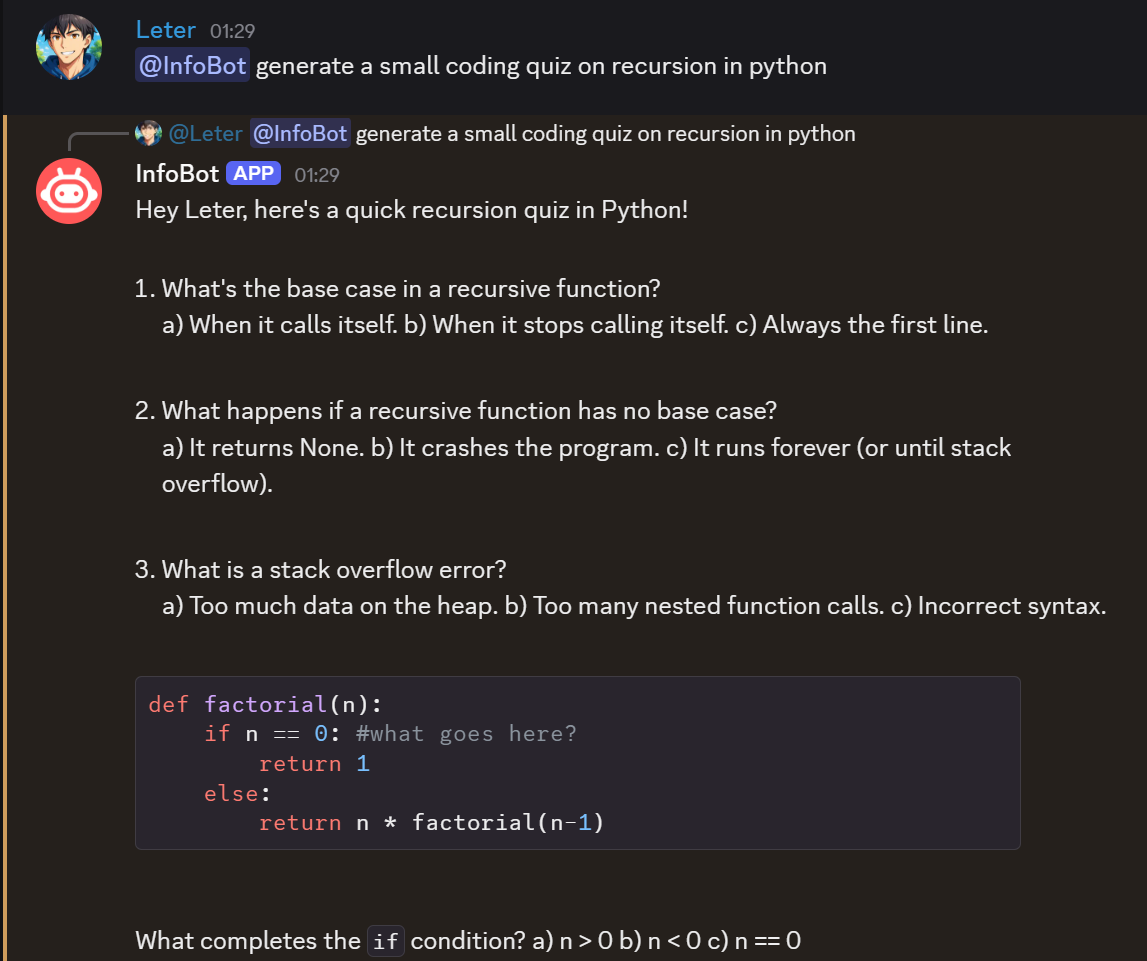 Leter 01:29
@InfoBot generate a small coding quiz on recursion in python
@Leter @InfoBot generate a small coding quiz on recursion in python
InfoBot APP 01:29
Hey Leter, here's a quick recursion quiz in Python!
1. What's the base case in a recursive function?
a) When it calls itself. b) When it stops calling itself. c) Always the first line.
2. What happens if a recursive function has no base case?
a) It returns None. b) It crashes the program. c) It runs forever (or until stack
overflow).
3. What is a stack overflow error?
a) Too much data on the heap. b) Too many nested function calls. c) Incorrect syntax.
def factorial(n):
    if n == 0: #what goes here?
        return 1
    else:
        return n * factorial(n-1)
What completes the if condition? a) n > 0 b) n < 0 c) n == 0